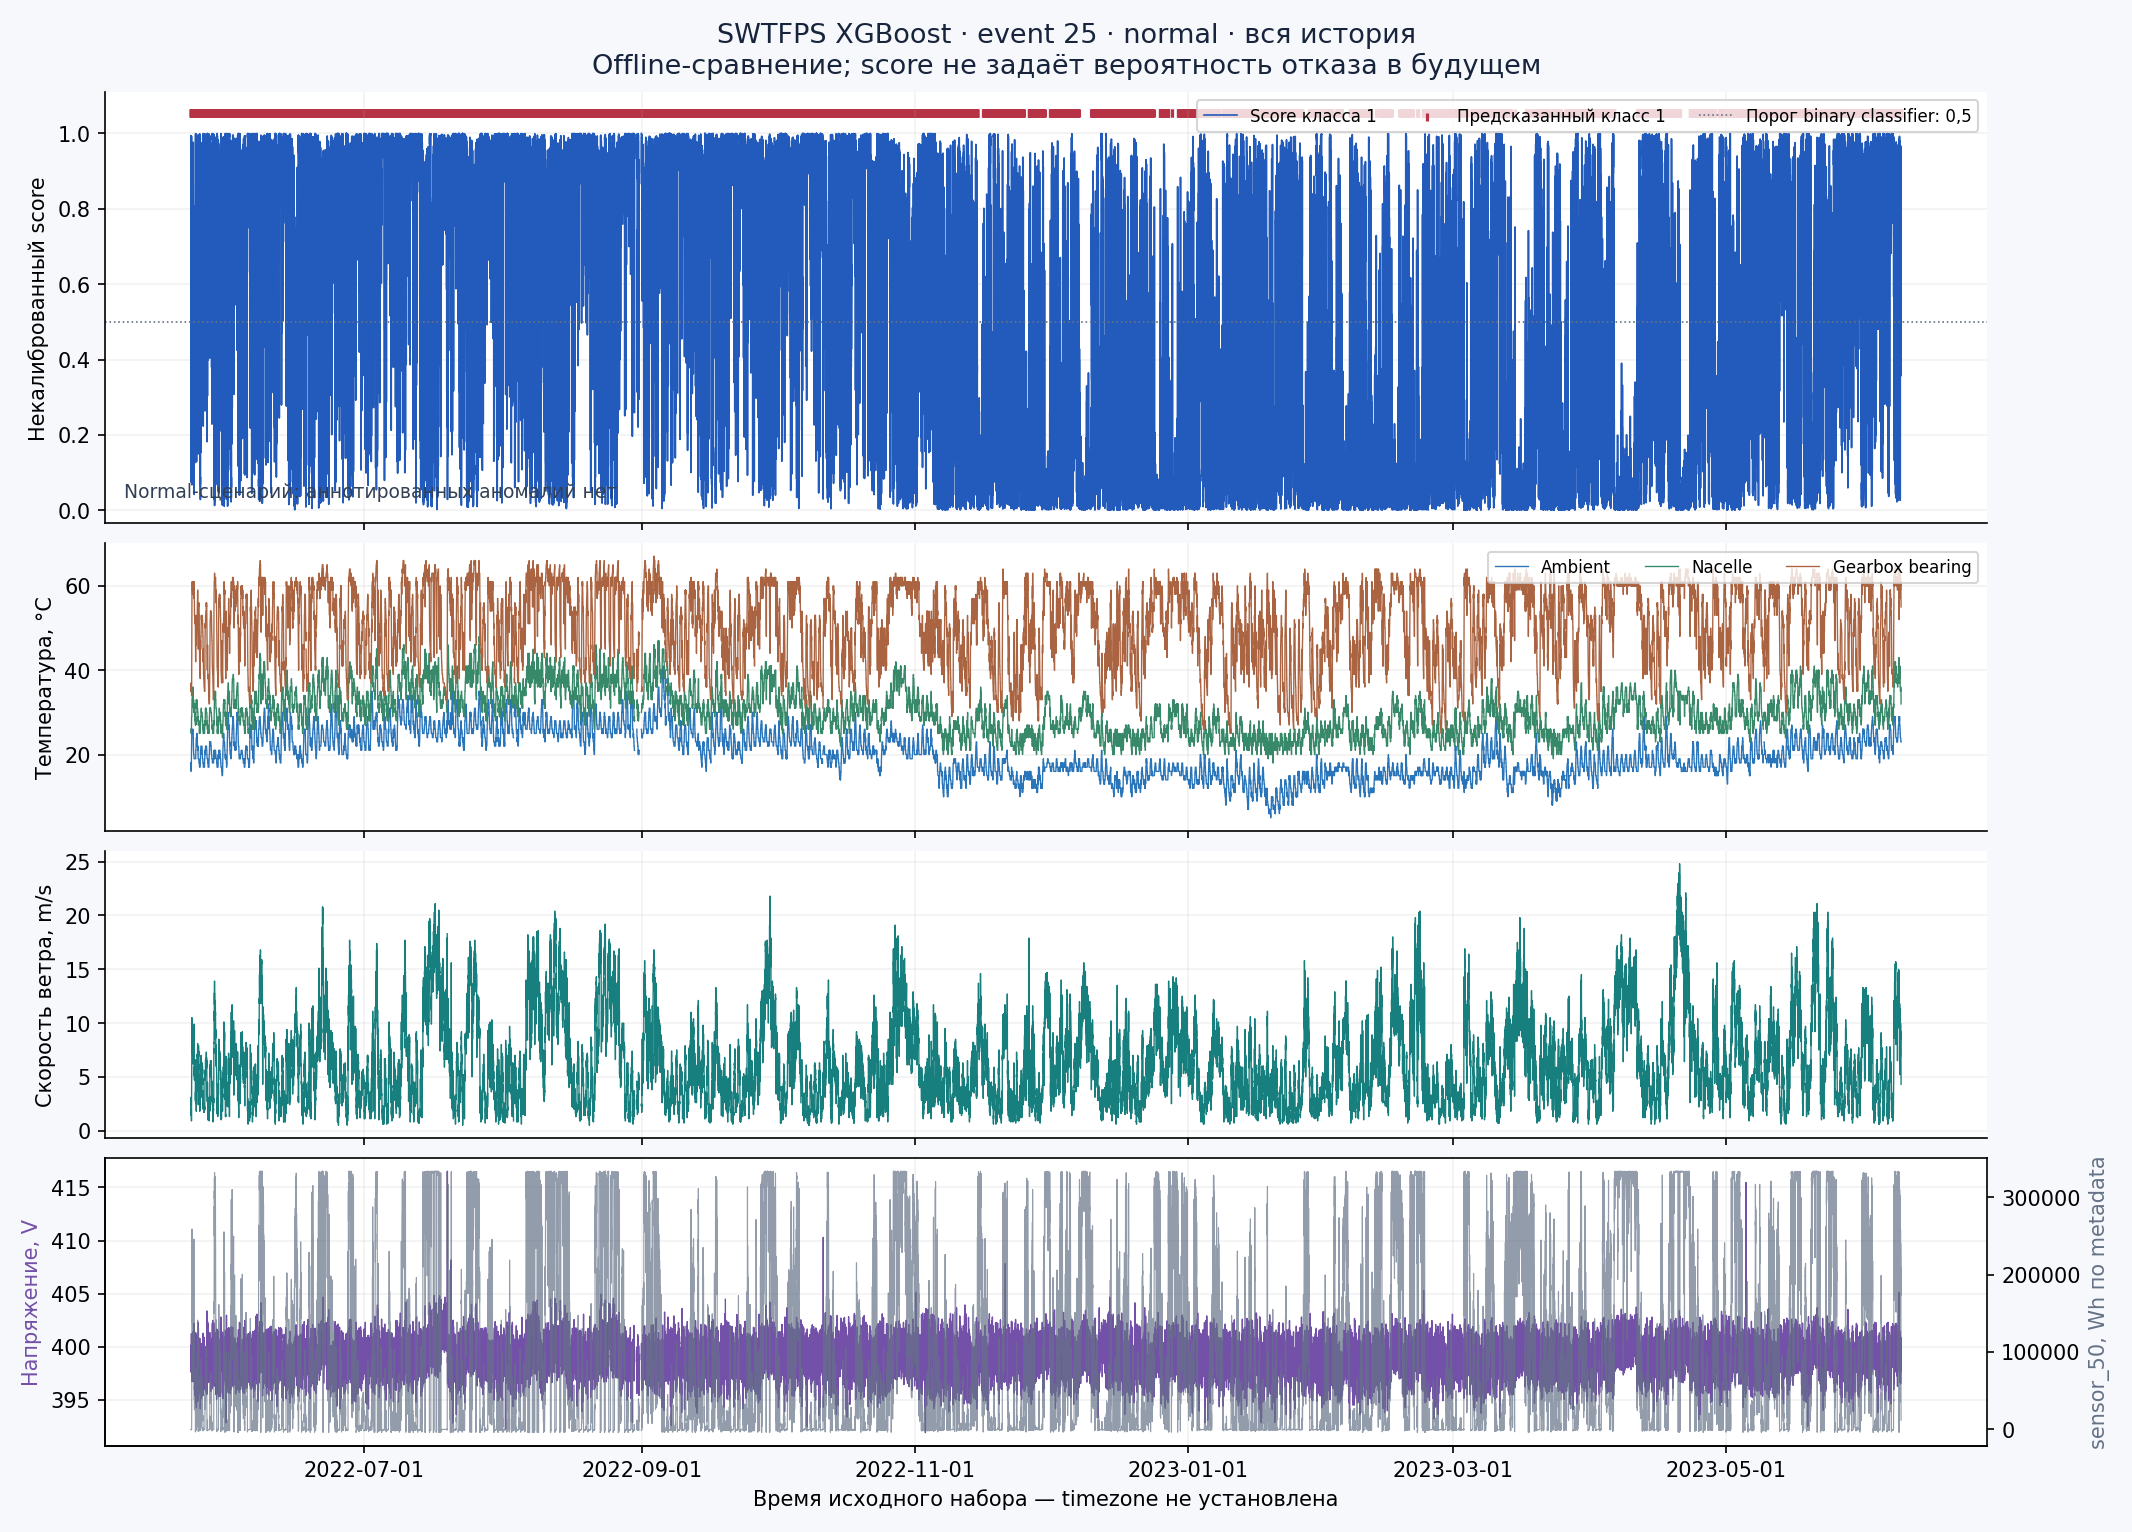 SWTFPS XGBoost · event 25 · normal · вся история
Offline-сравнение; score не задаёт вероятность отказа в будущем
Некалиброванный score
1.0
0.8
0.6
0.4
0.2
0.0
Score класса 1
Предсказанный класс 1
Порог binary classifier: 0,5
Normal-сценарий: аннотированных аномалий нет
Температура, °C
60
40
20
Ambient
Nacelle
Gearbox bearing
Скорость ветра, m/s
25
20
15
10
5
0
Напряжение, V
415
410
405
400
395
300000
200000
100000
0
sensor_50, Wh по metadata
2022-07-01
2022-09-01
2022-11-01
2023-01-01
2023-03-01
2023-05-01
Время исходного набора — timezone не установлена